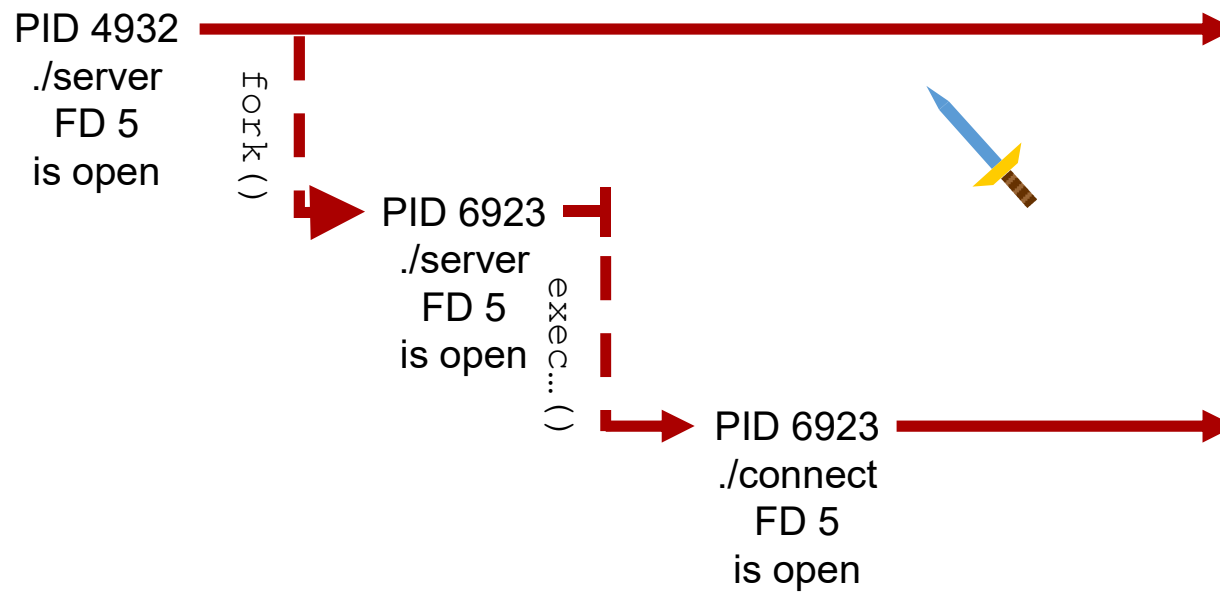 PID 4932
./server
FD 5
is open
fork()
PID 6923
./server
FD 5
is open
exec…()
PID 6923
./connect
FD 5
is open